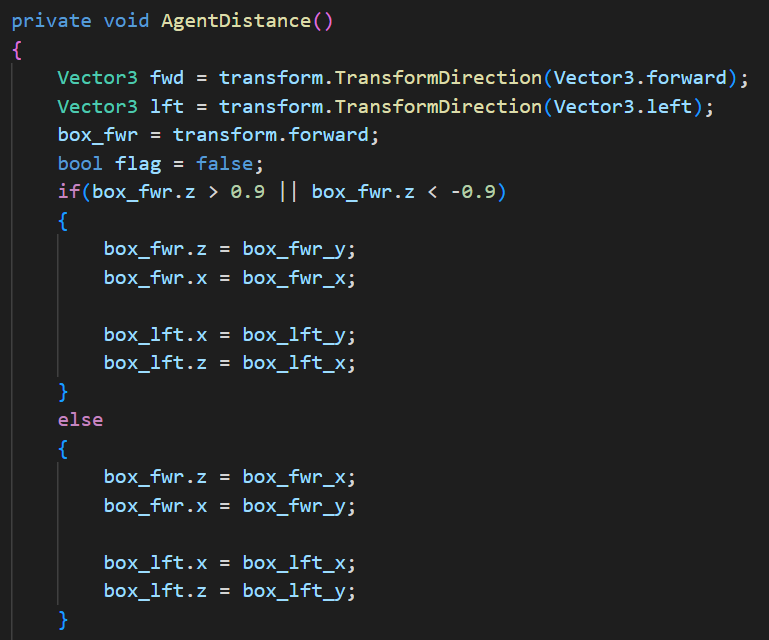 private void AgentDistance()
{
    Vector3 fwd = transform.TransformDirection(Vector3.forward);
    Vector3 lft = transform.TransformDirection(Vector3.left);
    box_fwr = transform.forward;
    bool flag = false;
    if(box_fwr.z > 0.9 || box_fwr.z < -0.9)
    {
        box_fwr.z = box_fwr_y;
        box_fwr.x = box_fwr_x;

        box_lft.x = box_lft_y;
        box_lft.z = box_lft_x;
    }
    else
    {
        box_fwr.z = box_fwr_x;
        box_fwr.x = box_fwr_y;

        box_lft.x = box_lft_x;
        box_lft.z = box_lft_y;
    }